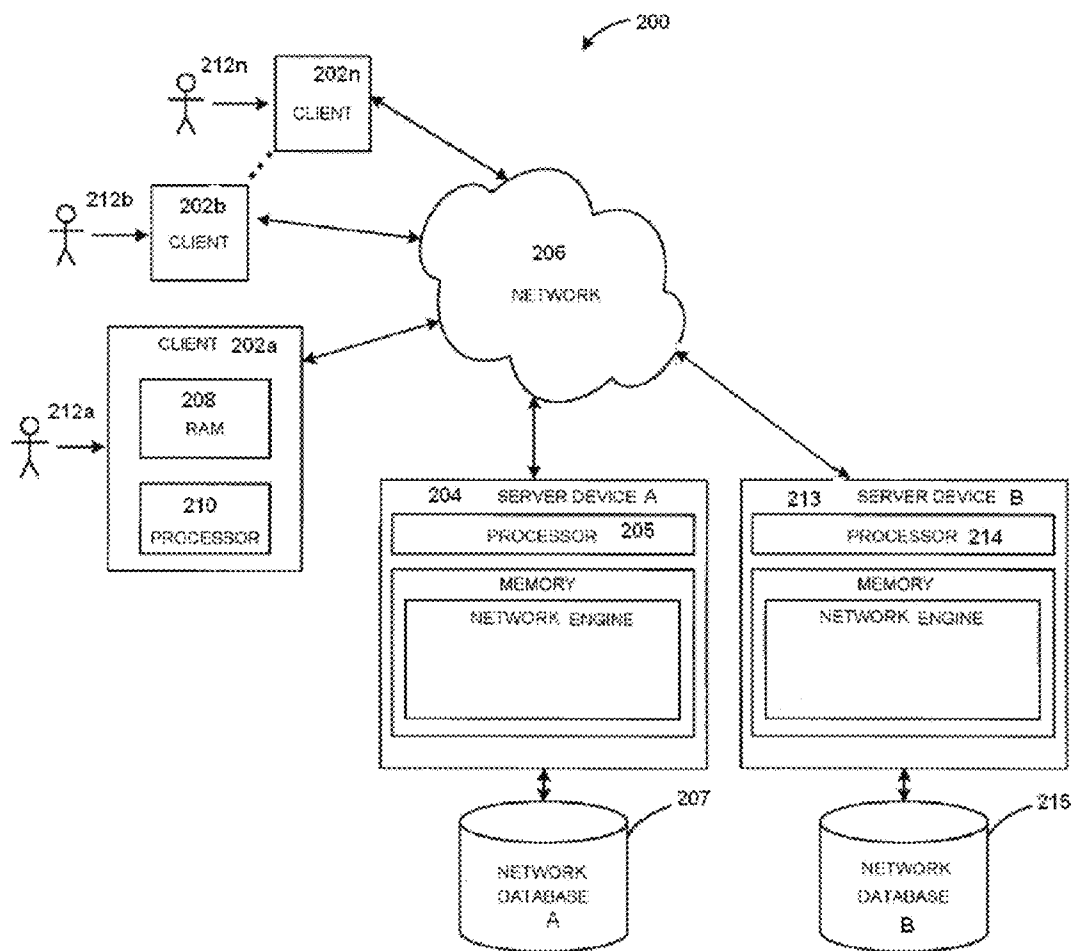 200
212n
202n
CLIENT
212b
202b
CLIENT
206
NETWORK
CLIENT 202a
212a
208
RAM
210
PROCESSOR
204 SERVER DEVICE A
PROCESSOR 205
MEMORY
NETWORK ENGINE
213 SERVER DEVICE B
PROCESSOR 214
MEMORY
NETWORK ENGINE
207
NETWORK
DATABASE
A
215
NETWORK
DATABASE
B